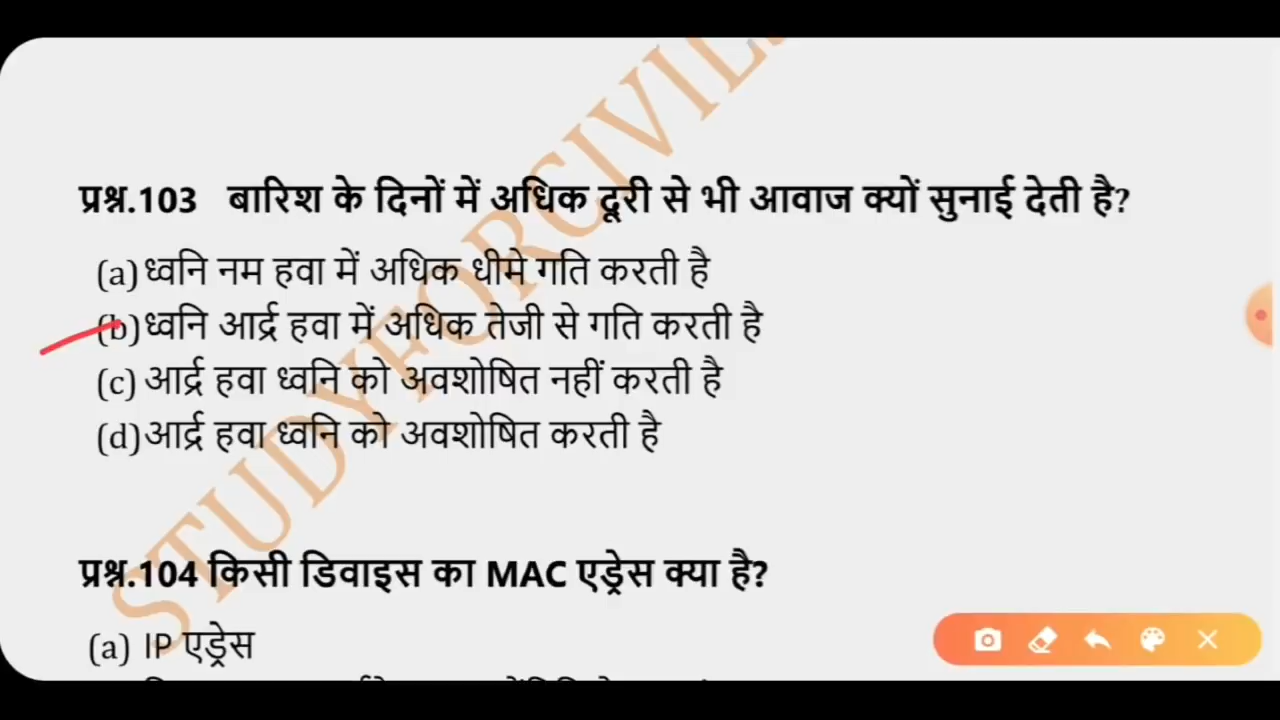 प्रश्न.103 बारिश के दिनों में अधिक दूरी से भी आवाज क्यों सुनाई देती है?
(a) ध्वनि नम हवा में अधिक धीमे गति करती है
(b) ध्वनि आर्द्र हवा में अधिक तेजी से गति करती है
(c) आर्द्र हवा ध्वनि को अवशोषित नहीं करती है
(d) आर्द्र हवा ध्वनि को अवशोषित करती है
प्रश्न.104 किसी डिवाइस का MAC एड्रेस क्या है?
(a) IP एड्रेस
STUDYFORCIVIL